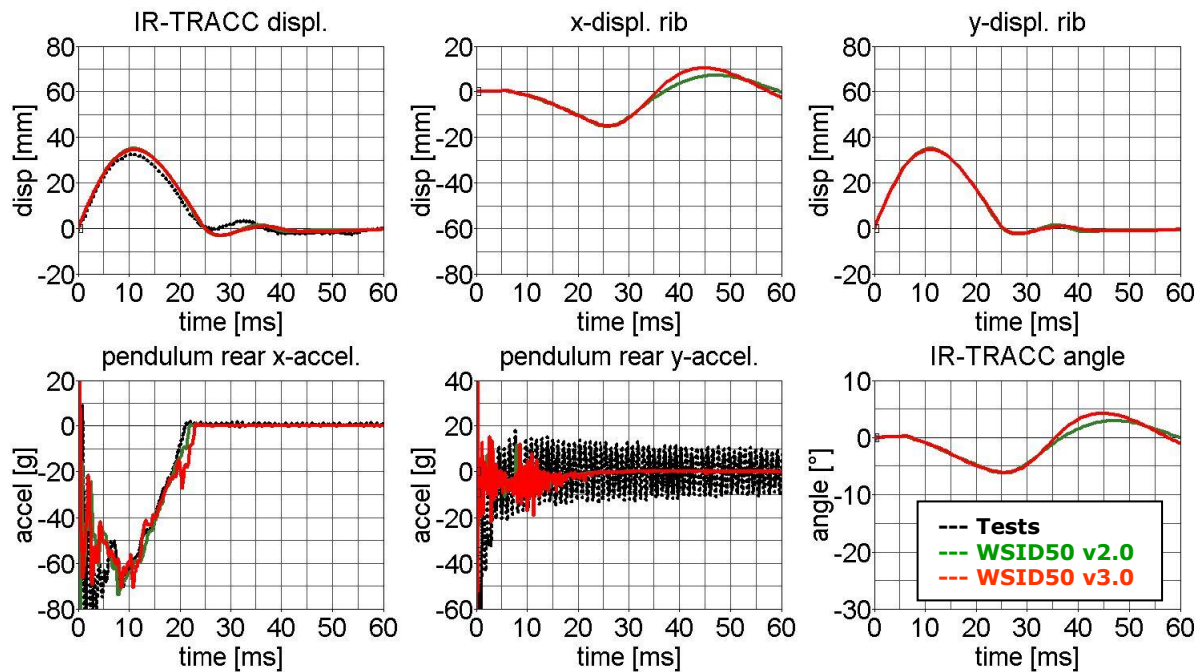 IR-TRACC displ.
x-displ. rib
y-displ. rib
disp [mm]
80
60
40
20
0
-20
0 10 20 30 40 50 60
time [ms]
disp [mm]
20
0
-20
-40
-60
-80
0 10 20 30 40 50 60
time [ms]
disp [mm]
80
60
40
20
0
-20
0 10 20 30 40 50 60
time [ms]
pendulum rear x-accel.
pendulum rear y-accel.
IR-TRACC angle
accel [g]
20
0
-20
-40
-60
-80
0 10 20 30 40 50 60
time [ms]
accel [g]
40
20
0
-20
-40
-60
0 10 20 30 40 50 60
time [ms]
angle [°]
10
0
-10
-20
-30
0 10 20 30 40 50 60
time [ms]
--- Tests
--- WSID50 v2.0
--- WSID50 v3.0